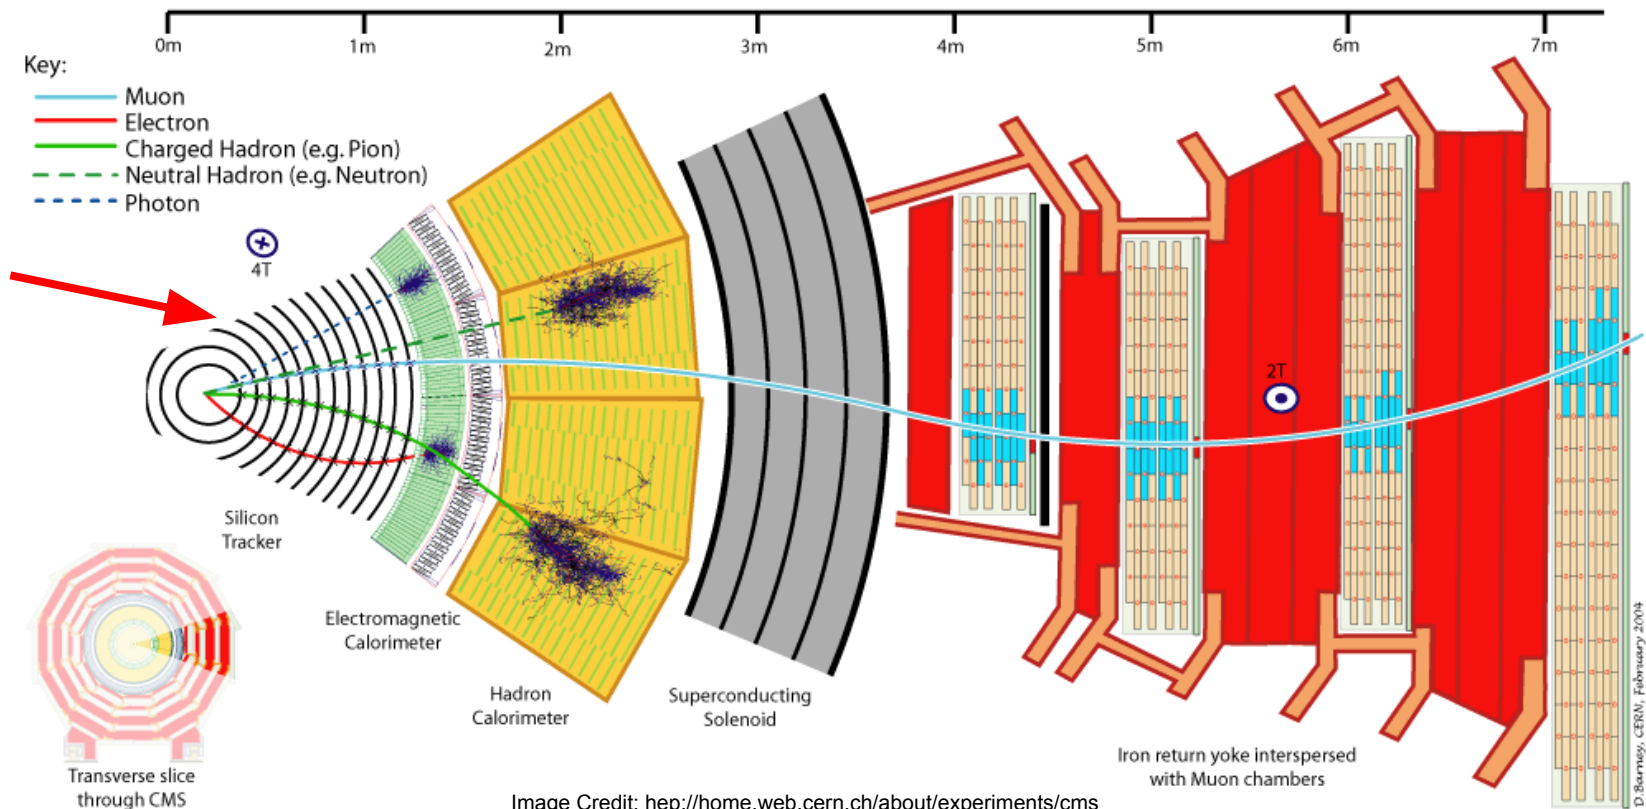 0m 1m 2m 3m 4m 5m 6m 7m
Key:
Muon
Electron
Charged Hadron (e.g. Pion)
Neutral Hadron (e.g. Neutron)
Photon
4T
2T
Silicon
Tracker
Electromagnetic
Calorimeter
Hadron
Calorimeter
Superconducting
Solenoid
Iron return yoke interspersed
with Muon chambers
Transverse slice
through CMS
Image Credit: hep://home.web.cern.ch/about/experiments/cms
D.Barney, CERN, February 2004